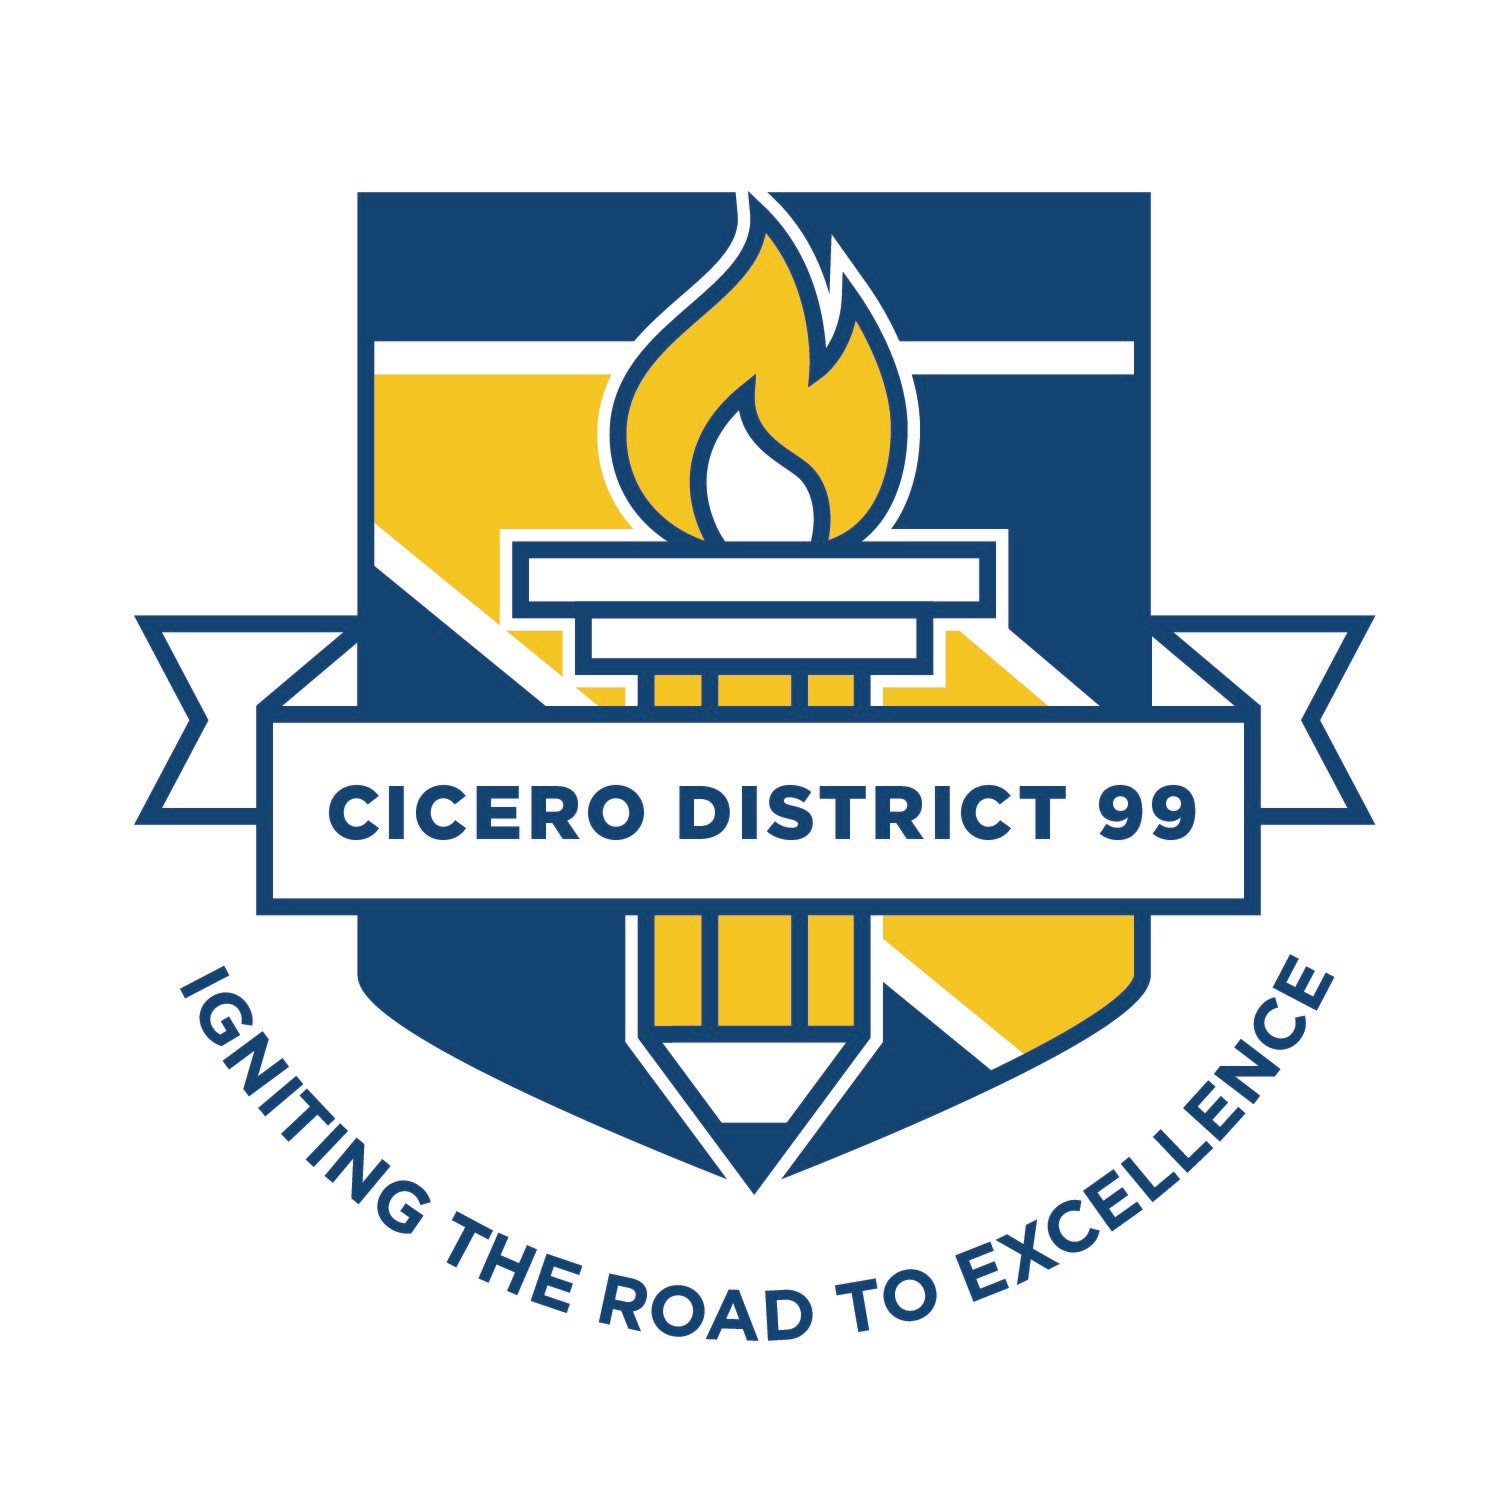 CICERO DISTRICT 99
IGNITING THE ROAD TO EXCELLENCE